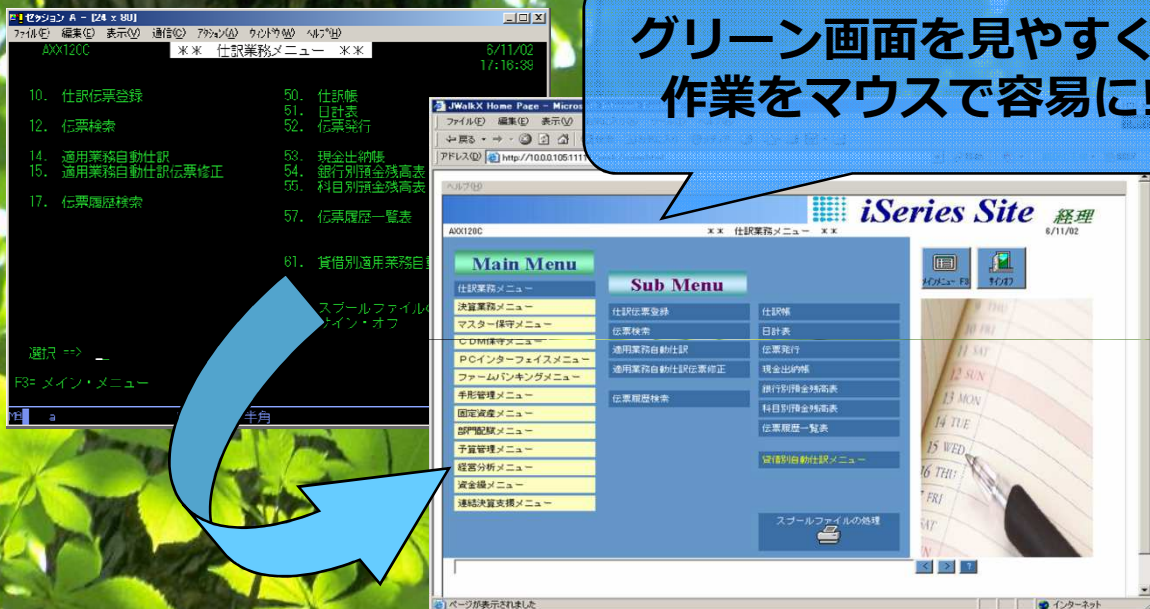 セッション A - [24 x 80]
ファイル(F) 編集(E) 表示(V) 通信(C) アクション(A) ウィンドウ(W) ヘルプ(H)
AXX120C ** 仕訳業務メニュー ** 6/11/02
17:16:39
10. 仕訳伝票登録 50. 仕訳帳
51. 日計表
12. 伝票検索 52. 伝票発行
14. 適用業務自動仕訳 53. 現金出納帳
15. 適用業務自動仕訳伝票修正 54. 銀行別預金残高表
55. 科目別預金残高表
17. 伝票履歴検索
57. 伝票履歴一覧表
61. 貸借別適用業務自
スプールファイルの
サイン・オフ
選択 ==> _
F3= メイン・メニュー
a 半角
グリーン画面を見やすく
作業をマウスで容易に!
JWalkX Home Page - Micros
ファイル(F) 編集(E) 表示(V)
戻る
アドレス(D) http://10.0.0.105:1111
ヘルプ(H)
iSeries Site 経理
AXX120C ** 仕訳業務メニュー ** 6/11/02
Main Menu
仕訳業務メニュー
決算業務メニュー
マスター保守メニュー
CDM保守メニュー
PCインターフェイスメニュー
ファームバンキングメニュー
手形管理メニュー
固定資産メニュー
部門配賦メニュー
予算管理メニュー
経営分析メニュー
資金繰メニュー
連結決算支援メニュー
Sub Menu
仕訳伝票登録 仕訳帳
伝票検索 日計表
適用業務自動仕訳 伝票発行
適用業務自動仕訳伝票修正 現金出納帳
銀行別預金残高表
伝票履歴検索 科目別預金残高表
伝票履歴一覧表
貸借別自動仕訳メニュー
スプールファイルの処理
メインメニュー F3 サインオフ
9 THU
10 FRI
11 SAT
12 SUN
13 MON
14 TUE
15 WED
16 THU
FRI
SAT
< > ?
ページが表示されました インターネット